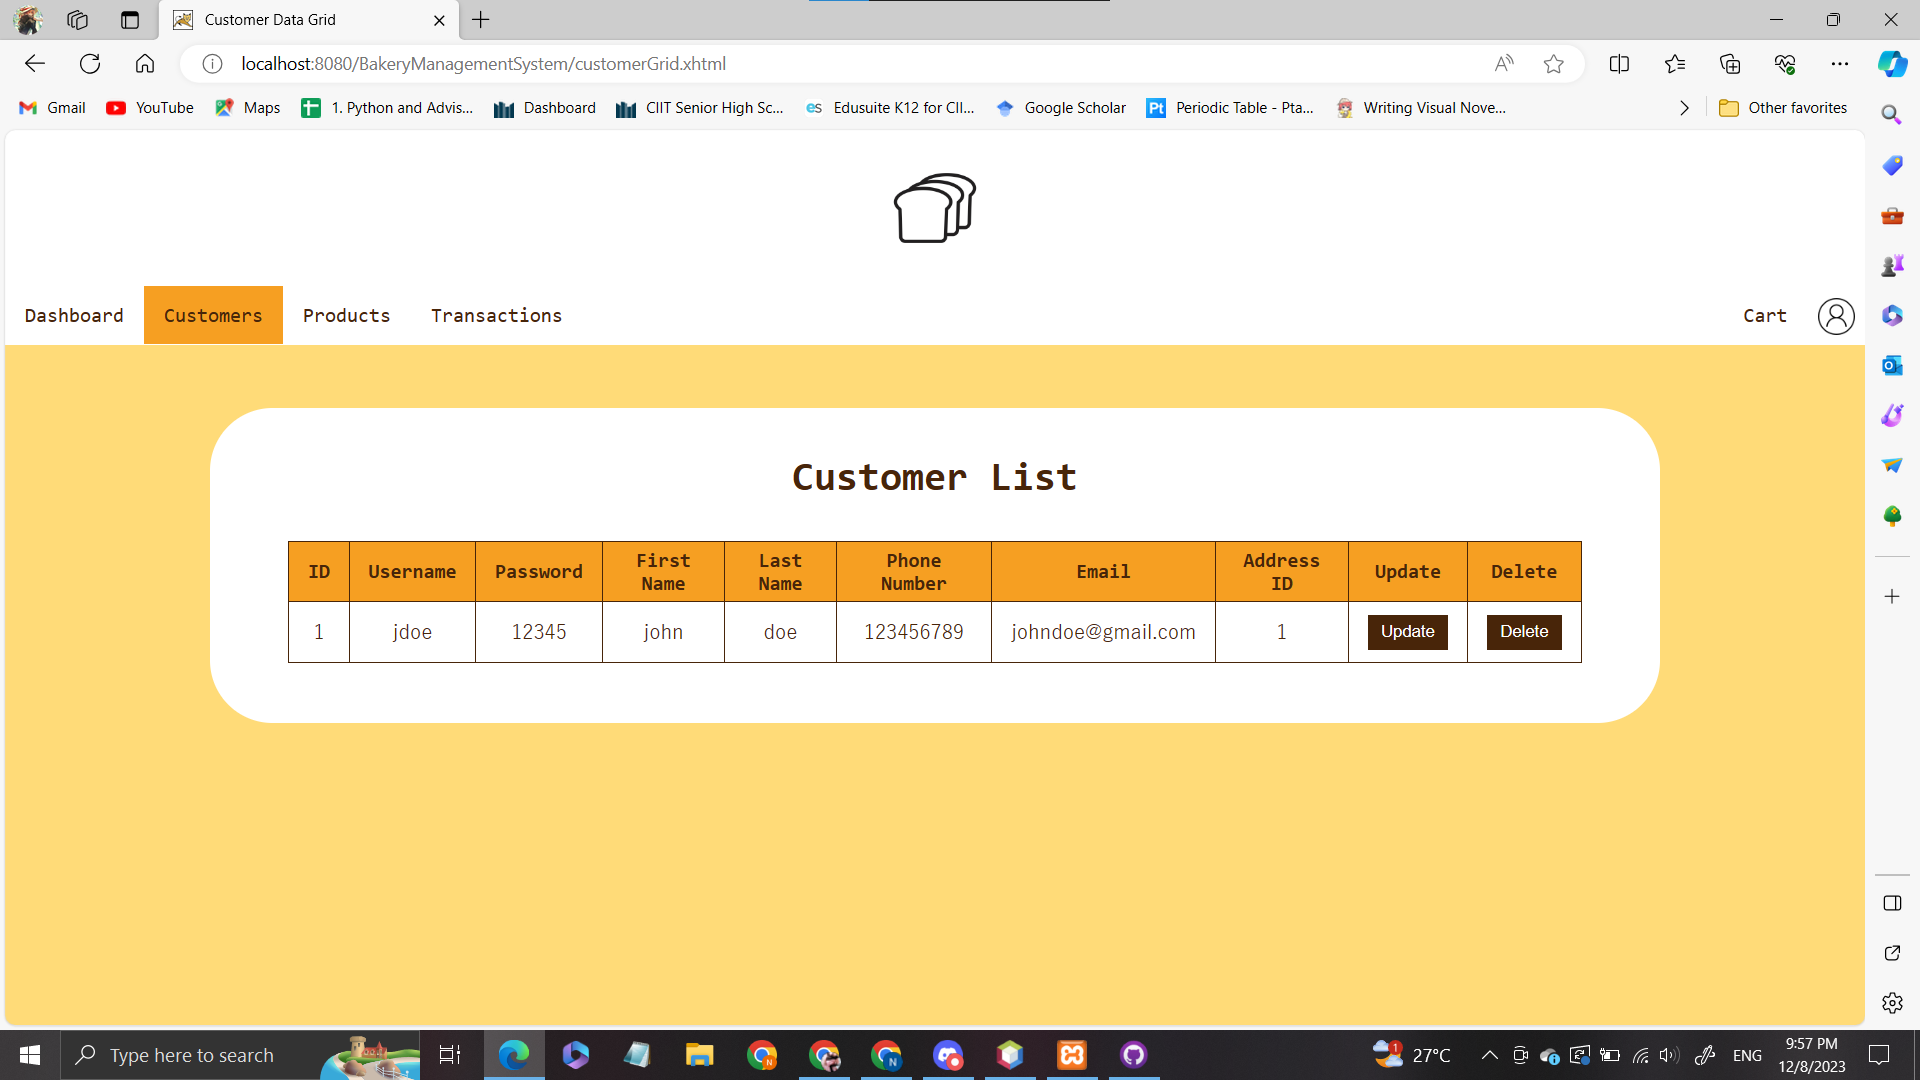 Customer Data Grid
localhost:8080/BakeryManagementSystem/customerGrid.xhtml
Gmail YouTube Maps 1. Python and Advis... Dashboard CIIT Senior High Sc... Edusuite K12 for CII... Google Scholar Periodic Table - Pta... Writing Visual Nove... Other favorites
Dashboard Customers Products Transactions Cart
Customer List
ID Username Password First Name Last Name Phone Number Email Address ID Update Delete
1 jdoe 12345 john doe 123456789 johndoe@gmail.com 1 Update Delete
Type here to search
27°C ENG 9:57 PM
12/8/2023